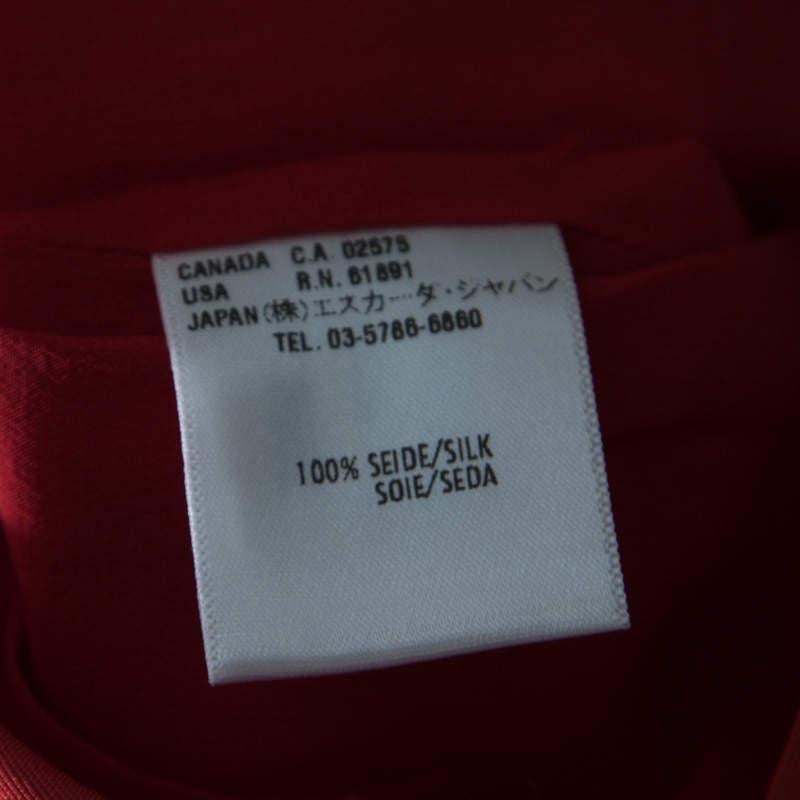 CANADA C.A. 02575
USA R.N. 81891
JAPAN (株)エスカーダ・ジャパン
TEL. 03-5786-6860
100% SEIDE/SILK
SOIE/SEDA